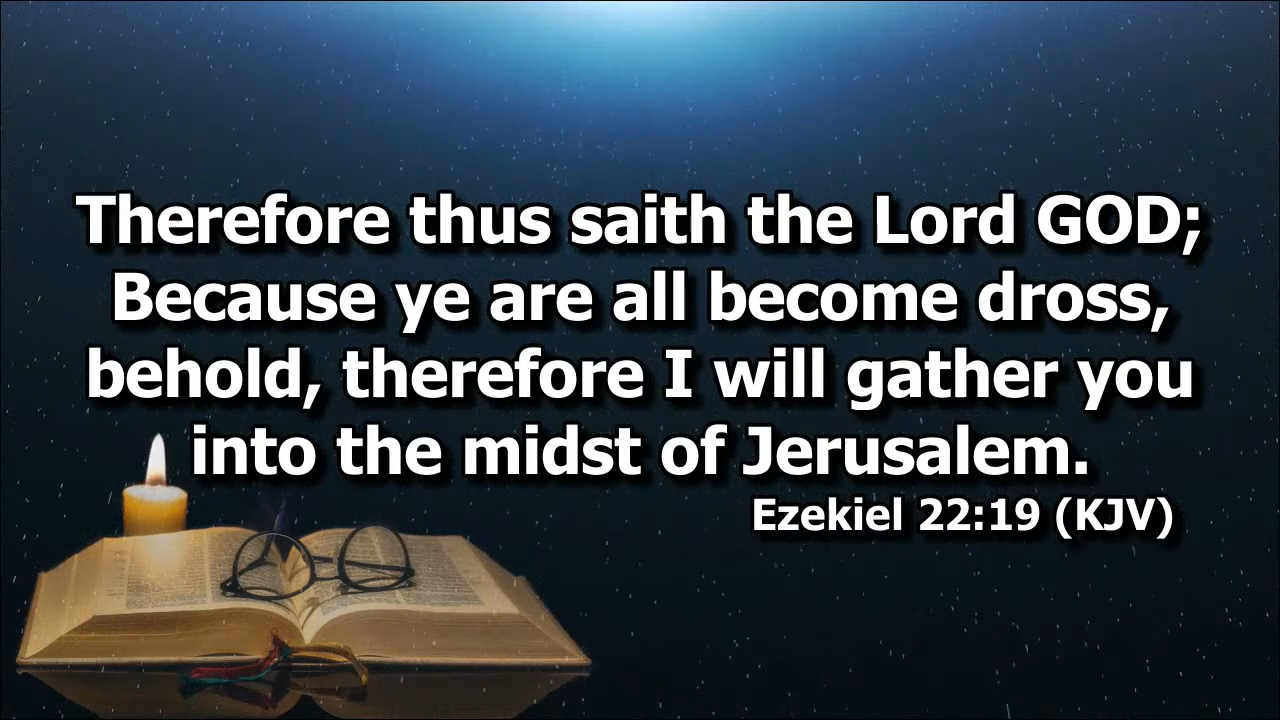 Therefore thus saith the Lord GOD;
Because ye are all become dross,
behold, therefore I will gather you
into the midst of Jerusalem.
Ezekiel 22:19 (KJV)